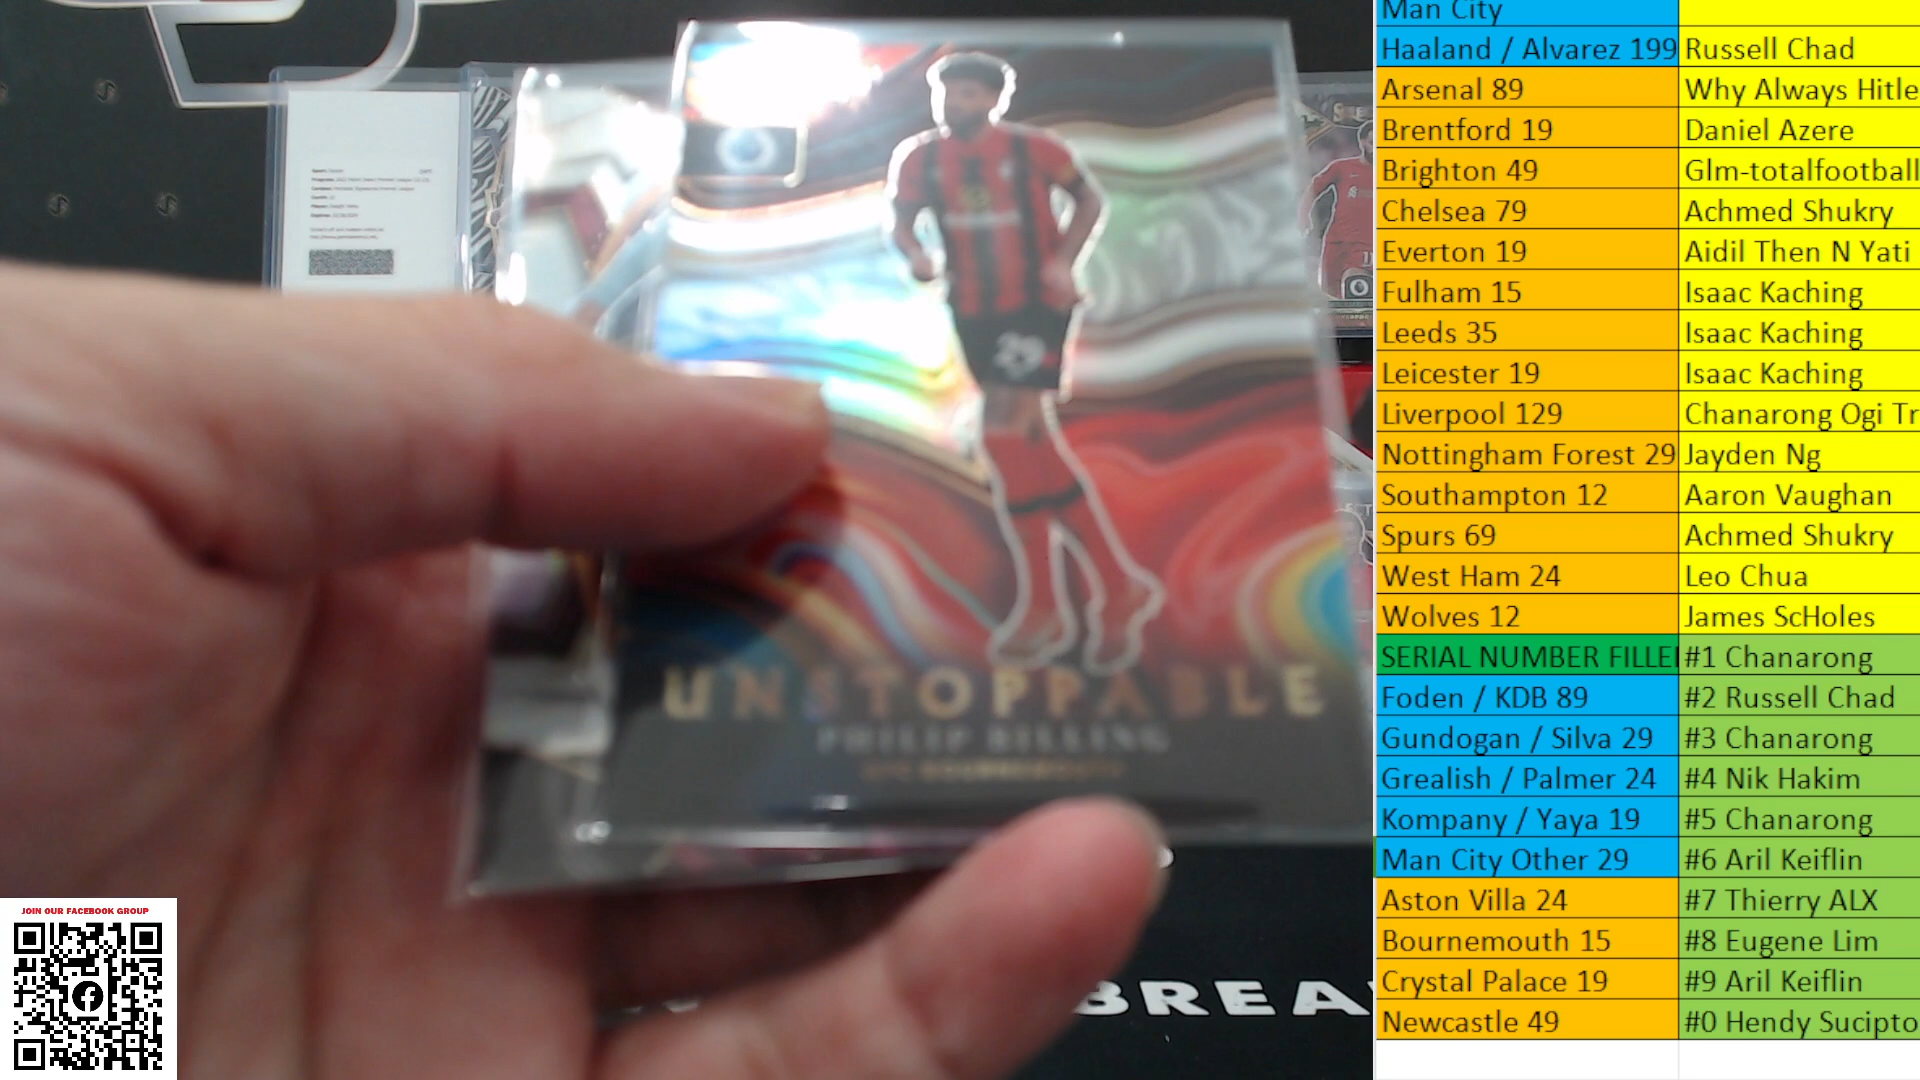 UNSTOPPABLE
PHILIP BILLING
AFC BOURNEMOUTH
29
BREA
JOIN OUR FACEBOOK GROUP
Man City
Haaland / Alvarez 199 Russell Chad
Arsenal 89 Why Always Hitle
Brentford 19 Daniel Azere
Brighton 49 Glm-totalfootball
Chelsea 79 Achmed Shukry
Everton 19 Aidil Then N Yati
Fulham 15 Isaac Kaching
Leeds 35 Isaac Kaching
Leicester 19 Isaac Kaching
Liverpool 129 Chanarong Ogi Tr
Nottingham Forest 29 Jayden Ng
Southampton 12 Aaron Vaughan
Spurs 69 Achmed Shukry
West Ham 24 Leo Chua
Wolves 12 James ScHoles
SERIAL NUMBER FILLE #1 Chanarong
Foden / KDB 89 #2 Russell Chad
Gundogan / Silva 29 #3 Chanarong
Grealish / Palmer 24 #4 Nik Hakim
Kompany / Yaya 19 #5 Chanarong
Man City Other 29 #6 Aril Keiflin
Aston Villa 24 #7 Thierry ALX
Bournemouth 15 #8 Eugene Lim
Crystal Palace 19 #9 Aril Keiflin
Newcastle 49 #0 Hendy Sucipto